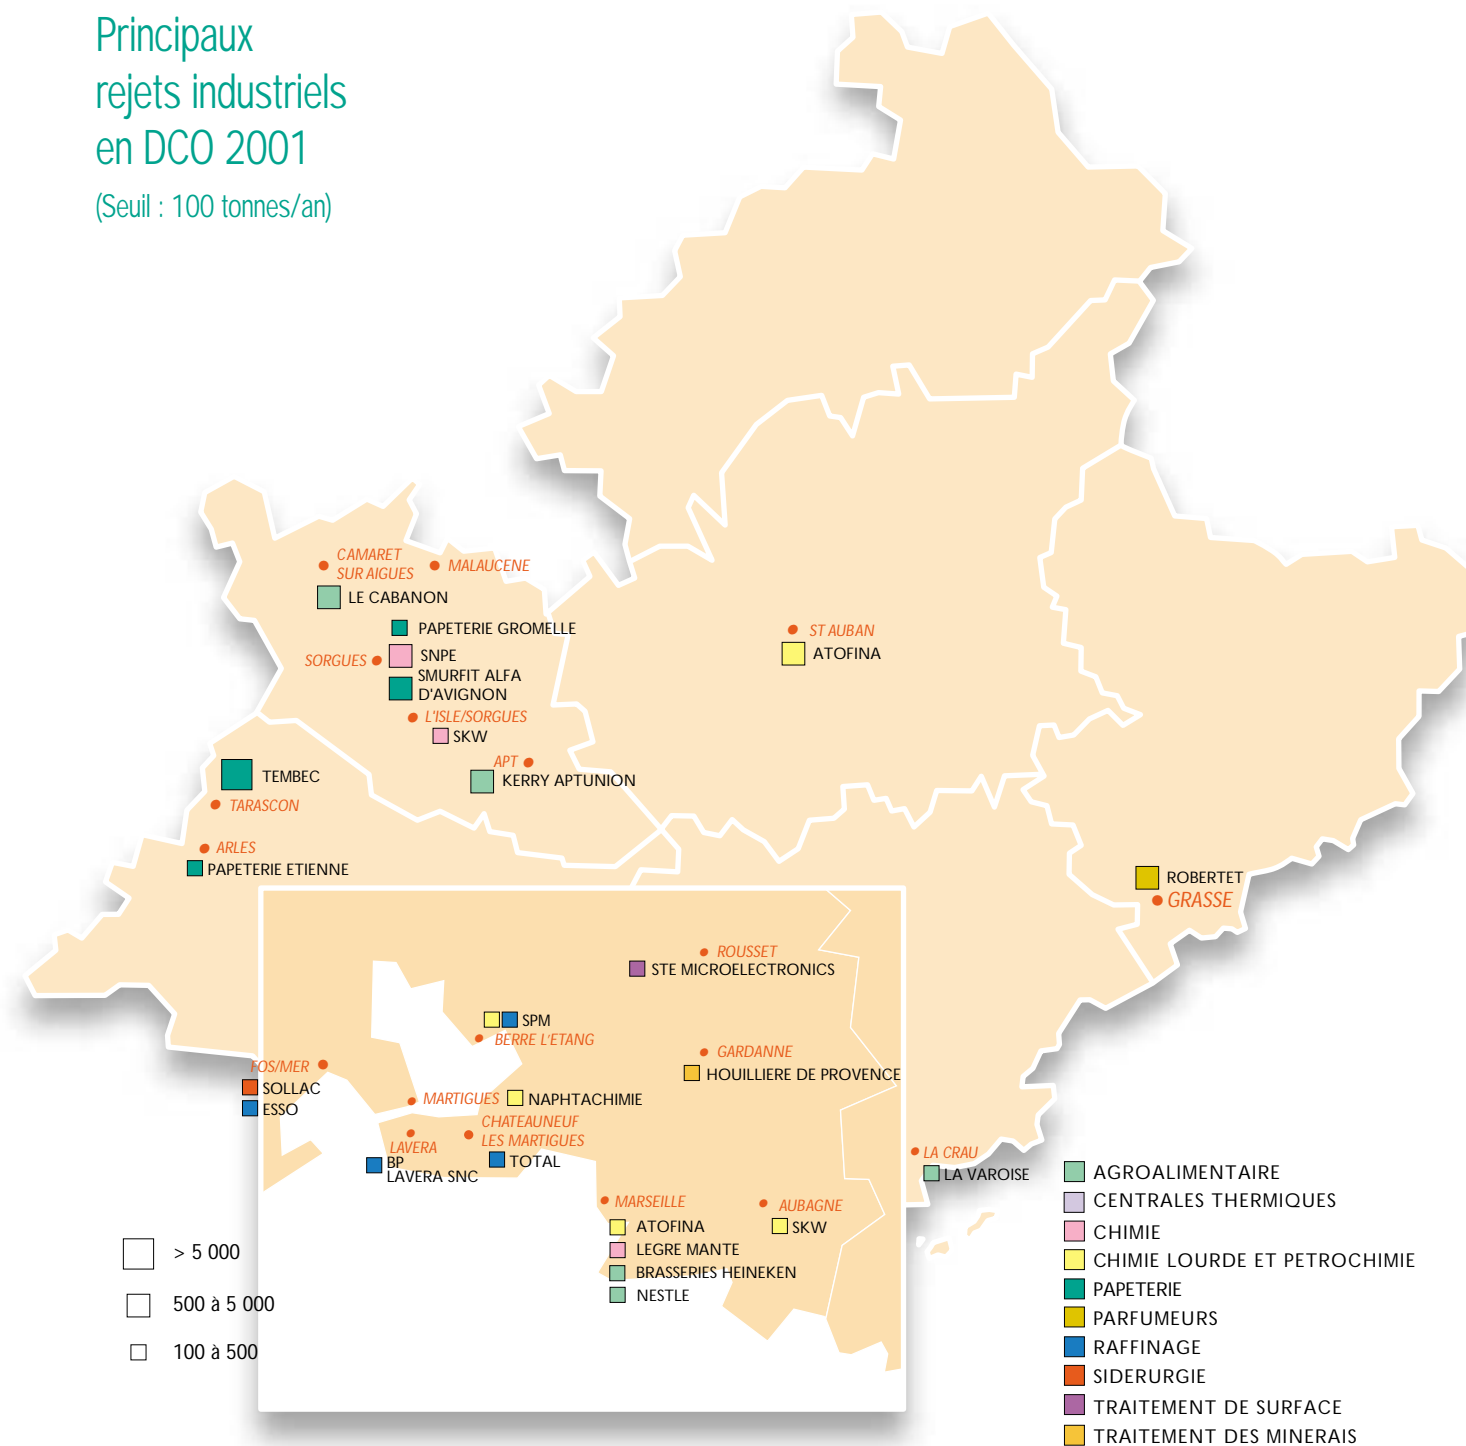 Principaux
rejets industriels
en DCO 2001
(Seuil : 100 tonnes/an)
CAMARET
SUR AIGUES
MALAUCENE
LE CABANON
PAPETERIE GROMELLE
SORGUES
SNPE
SMURFIT ALFA
D'AVIGNON
L'ISLE/SORGUES
SKW
APT
KERRY APTUNION
ST AUBAN
ATOFINA
TEMBEC
TARASCON
ARLES
PAPETERIE ETIENNE
ROBERTET
GRASSE
ROUSSET
STE MICROELECTRONICS
SPM
BERRE L'ETANG
GARDANNE
HOUILLIERE DE PROVENCE
FOS/MER
SOLLAC
ESSO
MARTIGUES
NAPHTACHIMIE
CHATEAUNEUF
LES MARTIGUES
LAVERA
BP
LAVERA SNC
TOTAL
LA CRAU
LA VAROISE
MARSEILLE
ATOFINA
LEGRE MANTE
BRASSERIES HEINEKEN
NESTLE
AUBAGNE
SKW
> 5 000
500 à 5 000
100 à 500
AGROALIMENTAIRE
CENTRALES THERMIQUES
CHIMIE
CHIMIE LOURDE ET PETROCHIMIE
PAPETERIE
PARFUMEURS
RAFFINAGE
SIDERURGIE
TRAITEMENT DE SURFACE
TRAITEMENT DES MINERAIS